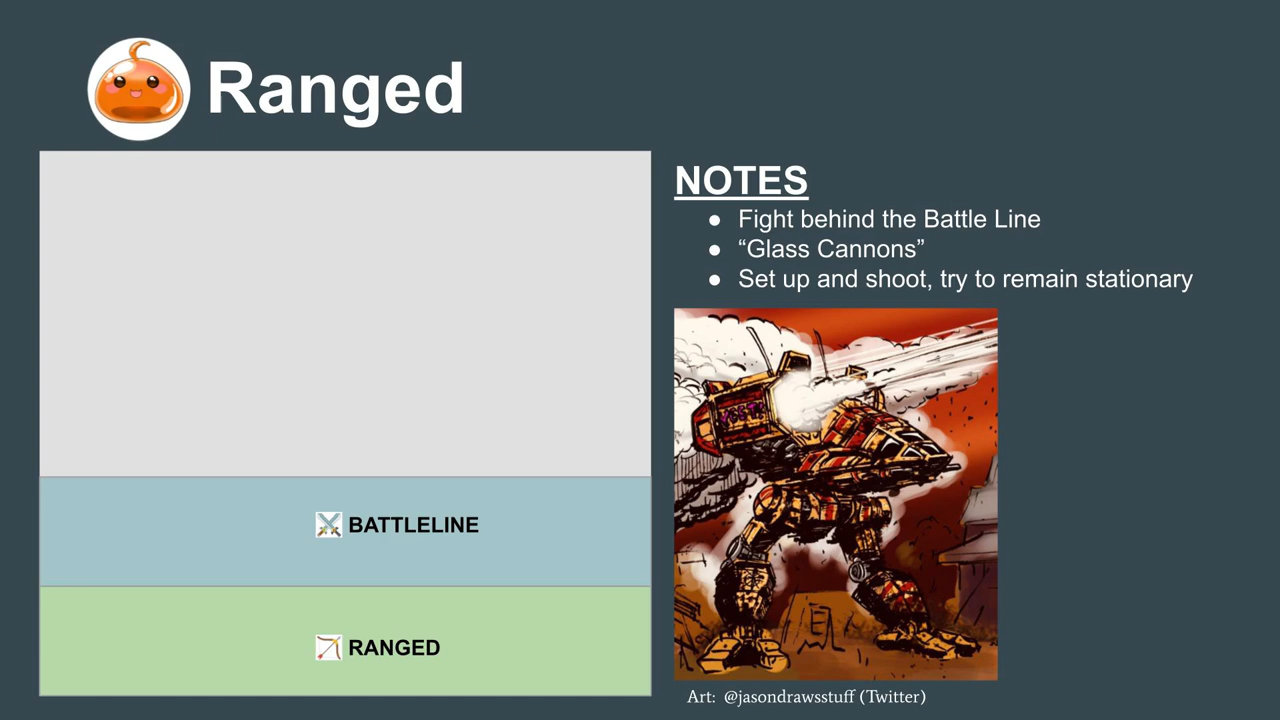 Ranged
NOTES
● Fight behind the Battle Line
● “Glass Cannons”
● Set up and shoot, try to remain stationary
BATTLELINE
RANGED
Art: @jasondrawsstuff (Twitter)